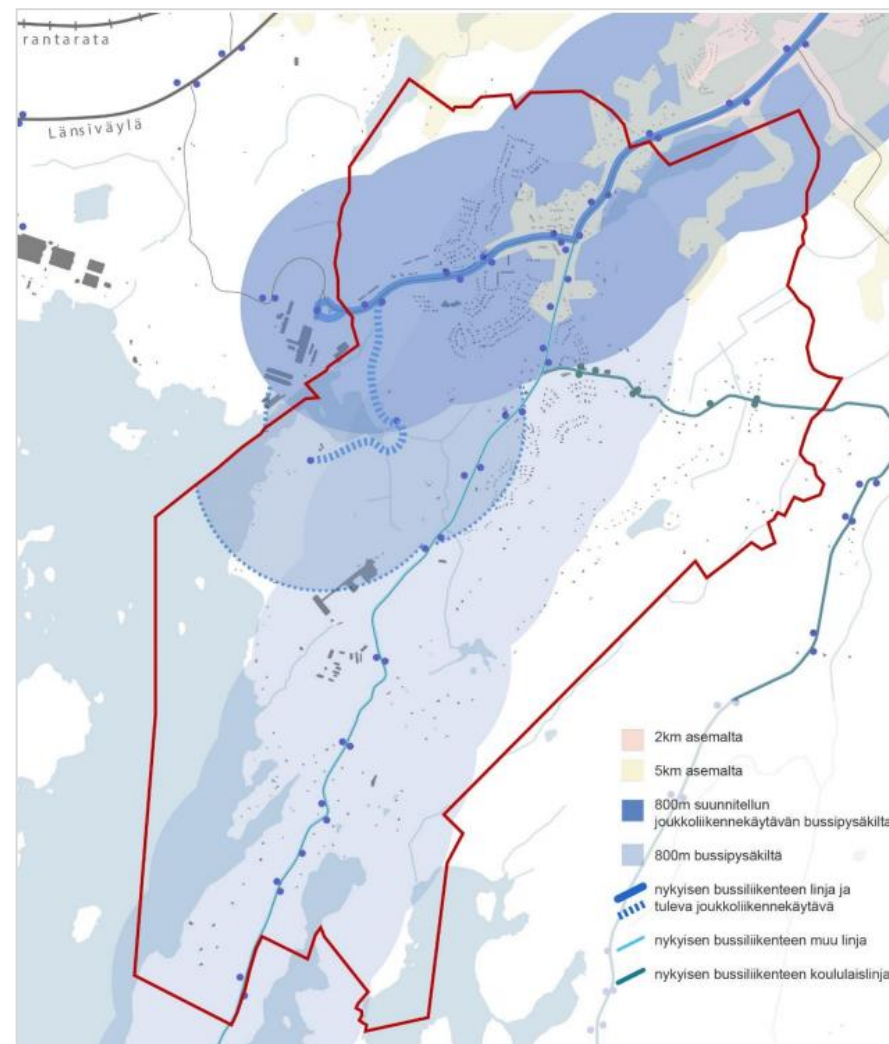 rantarata
Länsiväylä
2km asemalta
5km asemalta
800m suunnitellun
joukkoliikennekäytävän bussipysäkiltä
800m bussipysäkiltä
nykyisen bussiliikenteen linja ja
tuleva joukkoliikennekäytävä
nykyisen bussiliikenteen muu linja
nykyisen bussiliikenteen koululaislinja